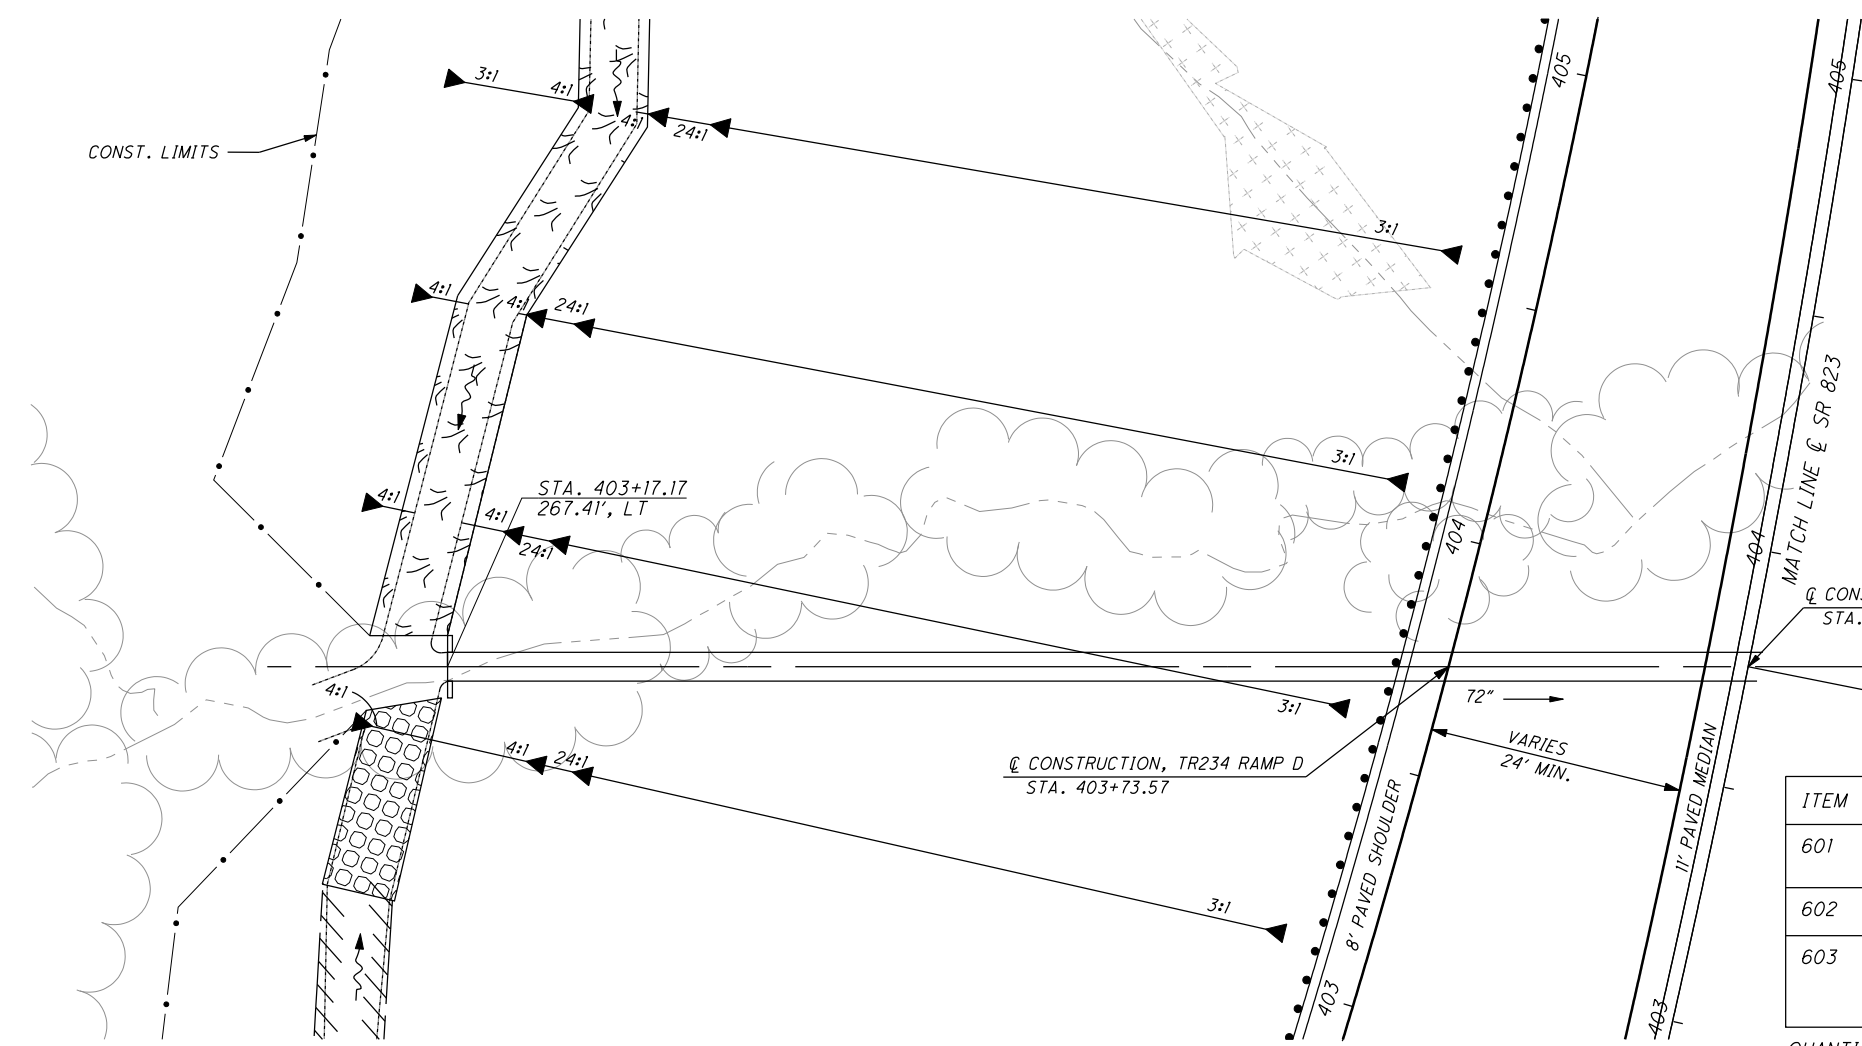 405
405
3:1
4:1
4:1
24:1
CONST. LIMITS
3:1
4:1
4:1
24:1
3:1
MATCH LINE ℄ SR 823
4:1
STA. 403+17.17
267.41', LT
4:1
24:1
404
404
℄ CON
STA.
4:1
72"
3:1
4:1
24:1
℄ CONSTRUCTION, TR234 RAMP D
STA. 403+73.57
VARIES
24' MIN.
8' PAVED SHOULDER
11' PAVED MEDIAN
3:1
403
403
ITEM
601
602
603
QUANTI